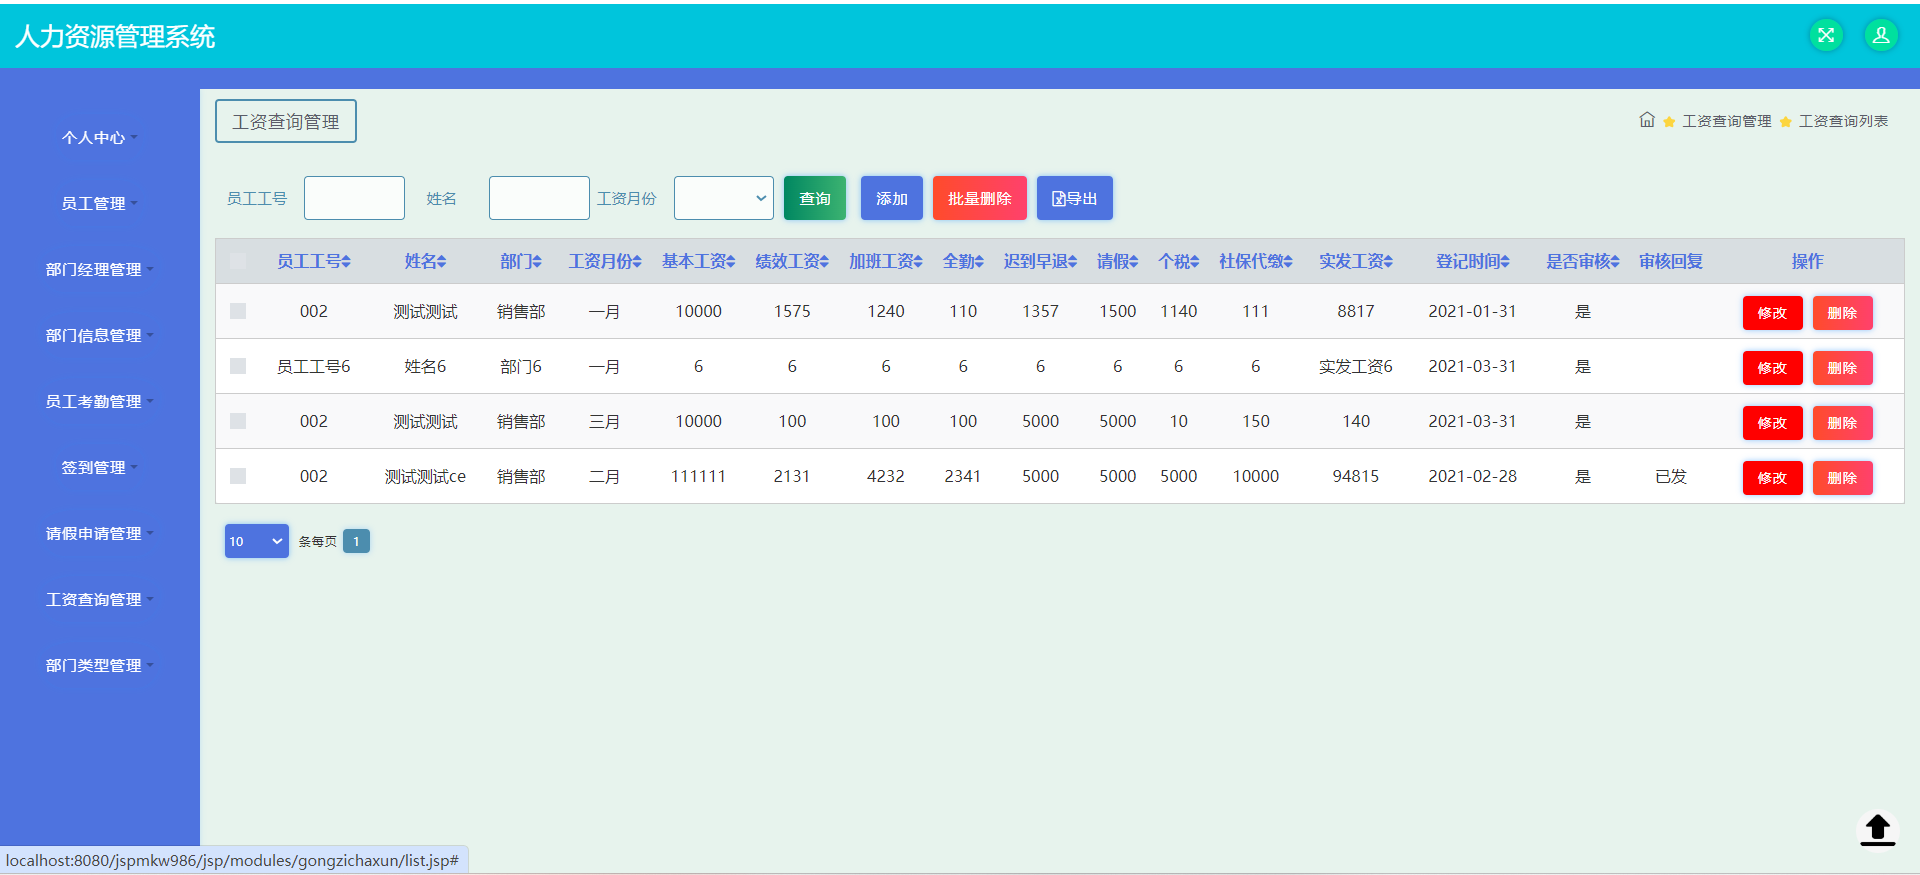 人力资源管理系统
个人中心
员工管理
部门经理管理
部门信息管理
员工考勤管理
签到管理
请假申请管理
工资查询管理
部门类型管理
工资查询管理
工资查询管理 工资查询列表
员工工号 姓名 工资月份 查询 添加 批量删除 导出
员工工号 姓名 部门 工资月份 基本工资 绩效工资 加班工资 全勤 迟到早退 请假 个税 社保代缴 实发工资 登记时间 是否审核 审核回复 操作
002 测试测试 销售部 一月 10000 1575 1240 110 1357 1500 1140 111 8817 2021-01-31 是 修改 删除
员工工号6 姓名6 部门6 一月 6 6 6 6 6 6 6 6 实发工资6 2021-03-31 是 修改 删除
002 测试测试 销售部 三月 10000 100 100 100 5000 5000 10 150 140 2021-03-31 是 修改 删除
002 测试测试ce 销售部 二月 111111 2131 4232 2341 5000 5000 5000 10000 94815 2021-02-28 是 已发 修改 删除
10 条每页 1
localhost:8080/jspmkw986/jsp/modules/gongzichaxun/list.jsp#